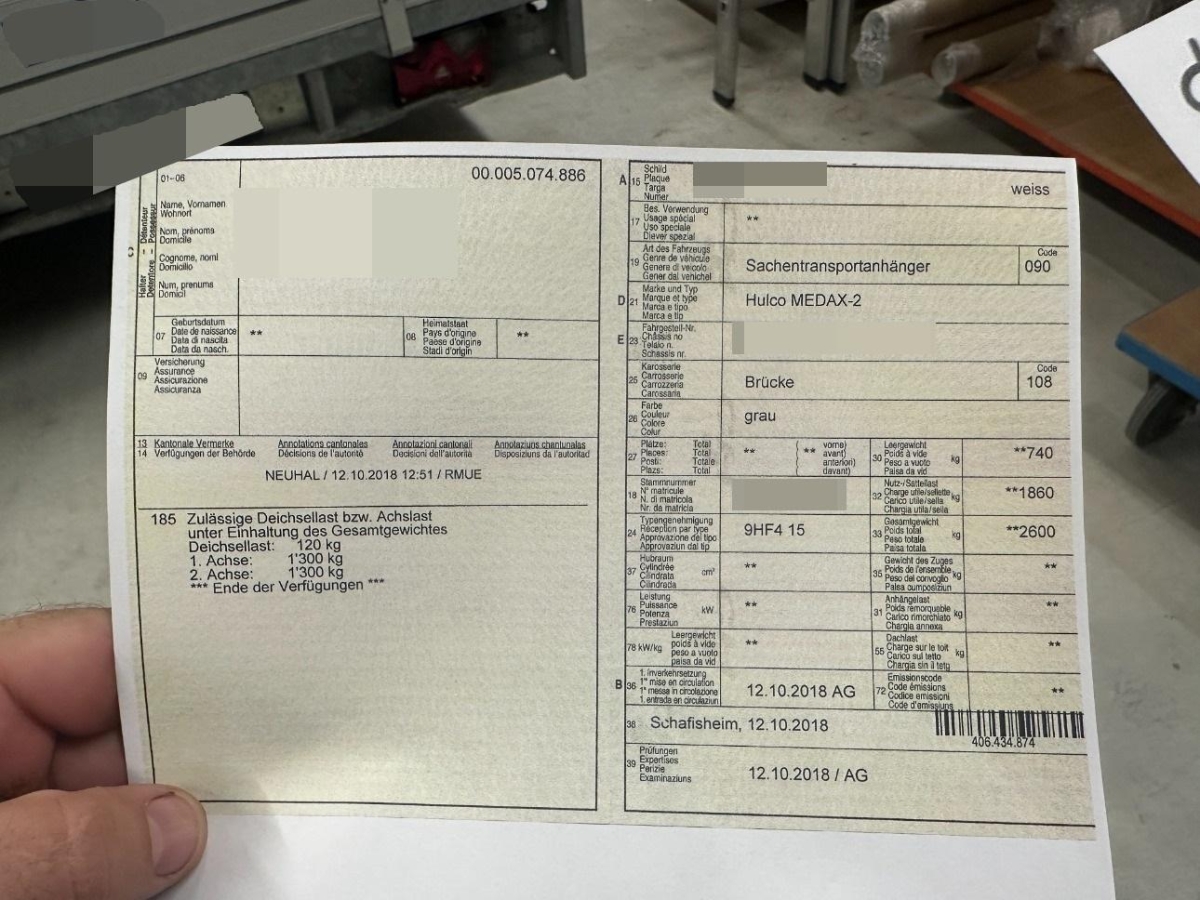 01-06
00.005.074.886
Halter – Détenteur
Detentore – Possessur
Name, Vornamen
Wohnort
Nom, prénoms
Domicile
Cognome, nomi
Domicilio
Num, prenums
Domicil
07 Geburtsdatum
Date de naissance
Data di nascita
Data da nasch.
**
08 Heimatstaat
Pays d'origine
Paese d'origine
Stadi d'origin
**
09 Versicherung
Assurance
Assicurazione
Assicuranza
13 Kantonale Vermerke Annotations cantonales Annotazioni cantonali Annotaziuns chantunalas
14 Verfügungen der Behörde Décisions de l'autorité Decisioni dell'autorità Disposiziuns da l'autoritad
NEUHAL / 12.10.2018 12:51 / RMUE
185 Zulässige Deichsellast bzw. Achslast
unter Einhaltung des Gesamtgewichtes
Deichsellast: 120 kg
1. Achse: 1'300 kg
2. Achse: 1'300 kg
*** Ende der Verfügungen ***
A 15 Schild
Plaque
Targa
Numer
weiss
17 Bes. Verwendung
Usage spécial
Uso speciale
Diever spezial
**
19 Art des Fahrzeugs
Genre de véhicule
Genere di veicolo
Gener dal vehichel
Sachentransportanhänger
Code
090
D 21 Marke und Typ
Marque et type
Marca e tipo
Marca e tip
Hulco MEDAX-2
E 23 Fahrgestell-Nr.
Châssis no
Telaio n.
Schassis nr.
25 Karosserie
Carrosserie
Carrozzeria
Carossaria
Brücke
Code
108
26 Farbe
Couleur
Colore
Colur
grau
27 Plätze: Total
Places: Total
Posti: Totale
Plazs: Total
**
( ** vorne)
avant)
anteriori)
davant)
30 Leergewicht
Poids à vide
Peso a vuoto
Paisa da vid
kg
**740
18 Stammnummer
N° matricule
N. di matricola
Nr. da matricla
32 Nutz-/Sattellast
Charge utile/sellette
Carico utile/sella
Chargia utila/sella
kg
**1860
24 Typengenehmigung
Réception par type
Approvazione del tipo
Approvaziun dal tip
9HF4 15
33 Gesamtgewicht
Poids total
Peso totale
Paisa totala
kg
**2600
37 Hubraum
Cylindrée
Cilindrata
Cilindrada
cm³
**
35 Gewicht des Zuges
Poids de l'ensemble
Peso del convoglio
Paisa cumposiziun
kg
**
76 Leistung
Puissance
Potenza
Prestaziun
kW
**
31 Anhängelast
Poids remorquable
Carico rimorchiato
Chargia annexa
kg
**
78 kW/kg Leergewicht
poids à vide
peso a vuoto
paisa da vid
**
55 Dachlast
Charge sur le toit
Carico sul tetto
Chargia sin il tetg
kg
**
B 36 1. Inverkehrsetzung
1re mise en circulation
1a messa in circolazione
1. entrada en circulaziun
12.10.2018 AG
72 Emissionscode
Code émissions
Codice emissioni
Code d'emissiuns
**
38 Schafisheim, 12.10.2018
406.434.874
39 Prüfungen
Expertises
Perizie
Examinaziuns
12.10.2018 / AG